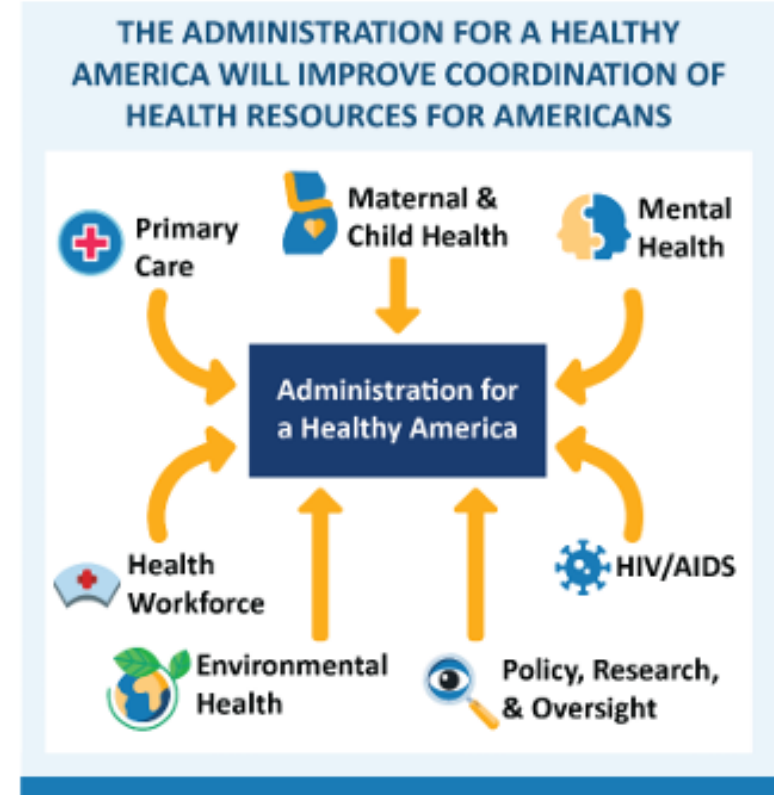 THE ADMINISTRATION FOR A HEALTHY
AMERICA WILL IMPROVE COORDINATION OF
HEALTH RESOURCES FOR AMERICANS
Primary
Care
Maternal &
Child Health
Mental
Health
Administration for
a Healthy America
Health
Workforce
HIV/AIDS
Environmental
Health
Policy, Research,
& Oversight